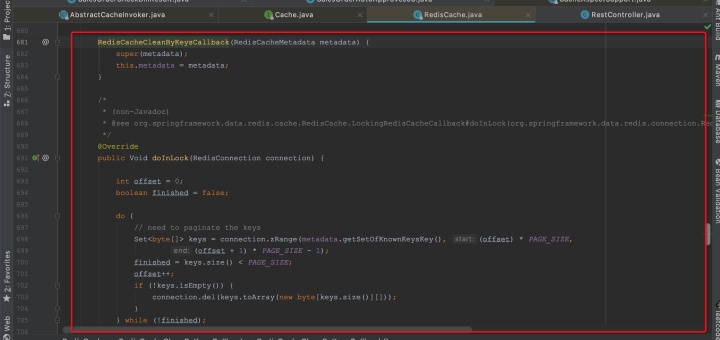 AbstractCacheInvoker.java
Cache.java
RedisCache.java
RestController.java
1: Project
Z: Structure
2: Favorites
Web
Ant Build
Maven
Database
Bean Validation
680
681 @ RedisCacheCleanByKeysCallback(RedisCacheMetadata metadata) {
682 super(metadata);
683 this.metadata = metadata;
684 }
685
686 /*
687 * (non-Javadoc)
688 * @see org.springframework.data.redis.cache.RedisCache.LockingRedisCacheCallback#doInLock(org.springframework.data.redis.connection.Red
689 */
690 @Override
691 @ public Void doInLock(RedisConnection connection) {
692
693 int offset = 0;
694 boolean finished = false;
695
696 do {
697 // need to paginate the keys
698 Set<byte[]> keys = connection.zRange(metadata.getSetOfKnownKeysKey(), start: (offset) * PAGE_SIZE,
699 end: (offset + 1) * PAGE_SIZE - 1);
700 finished = keys.size() < PAGE_SIZE;
701 offset++;
702 if (!keys.isEmpty()) {
703 connection.del(keys.toArray(new byte[keys.size()][]));
704 }
705 } while (!finished);
706